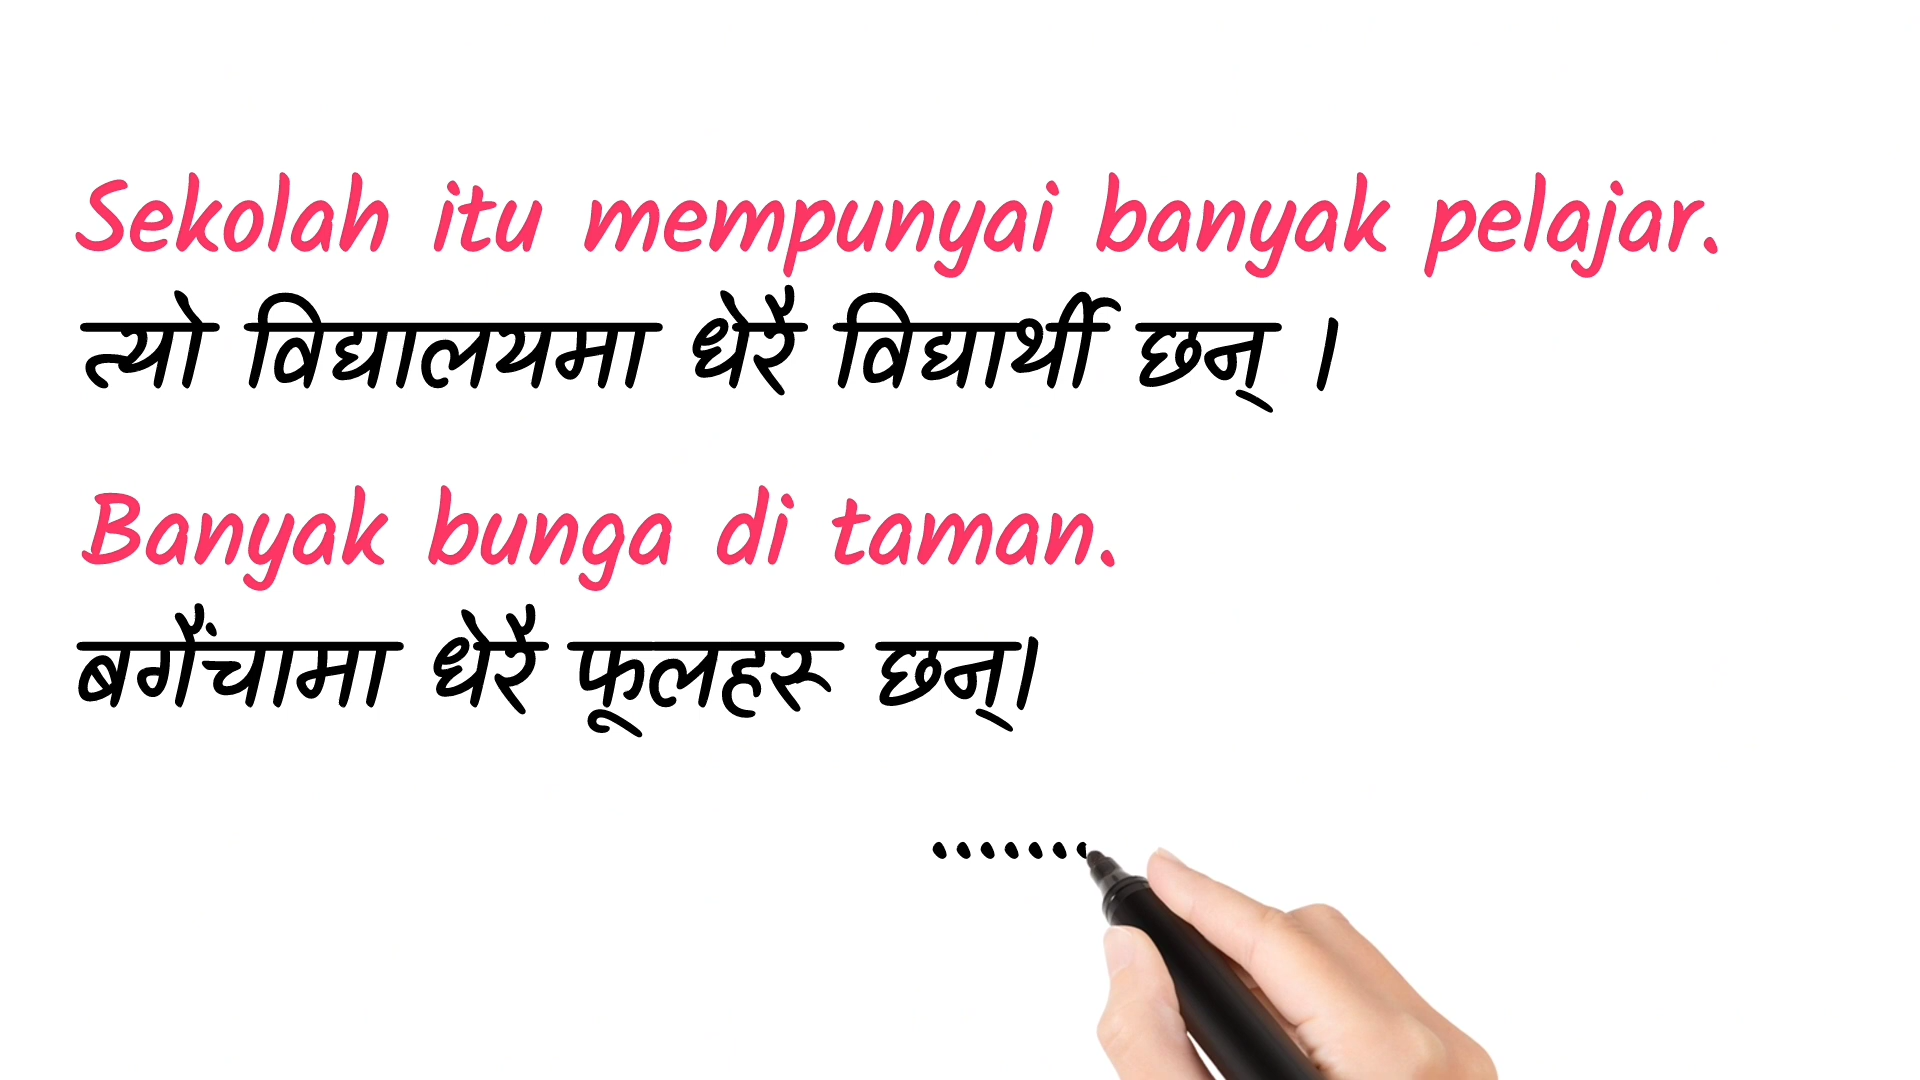 Sekolah itu mempunyai banyak pelajar.
त्यो विद्यालयमा धेरै विद्यार्थी छन् ।
Banyak bunga di taman.
बगैंचामा धेरै फूलहरू छन्।
.......